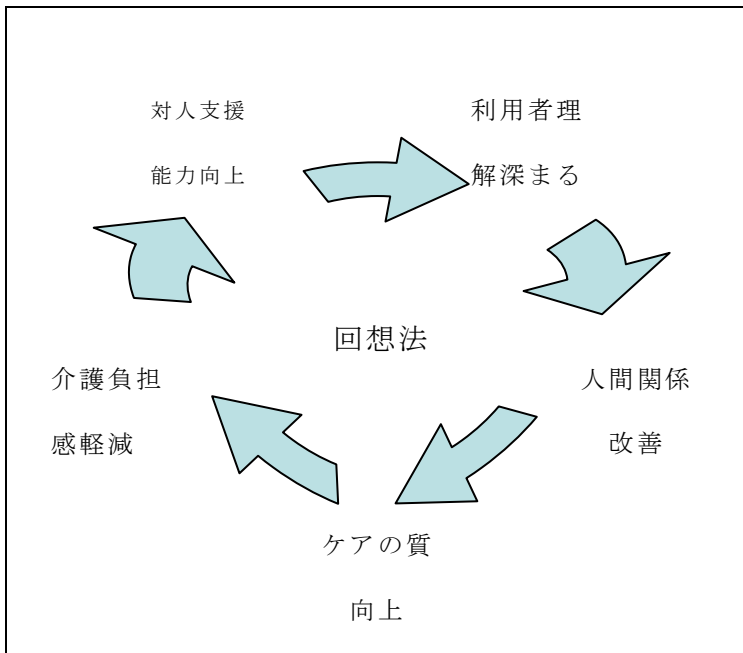 対人支援
能力向上
利用者理
解深まる
回想法
介護負担
感軽減
人間関係
改善
ケアの質
向上